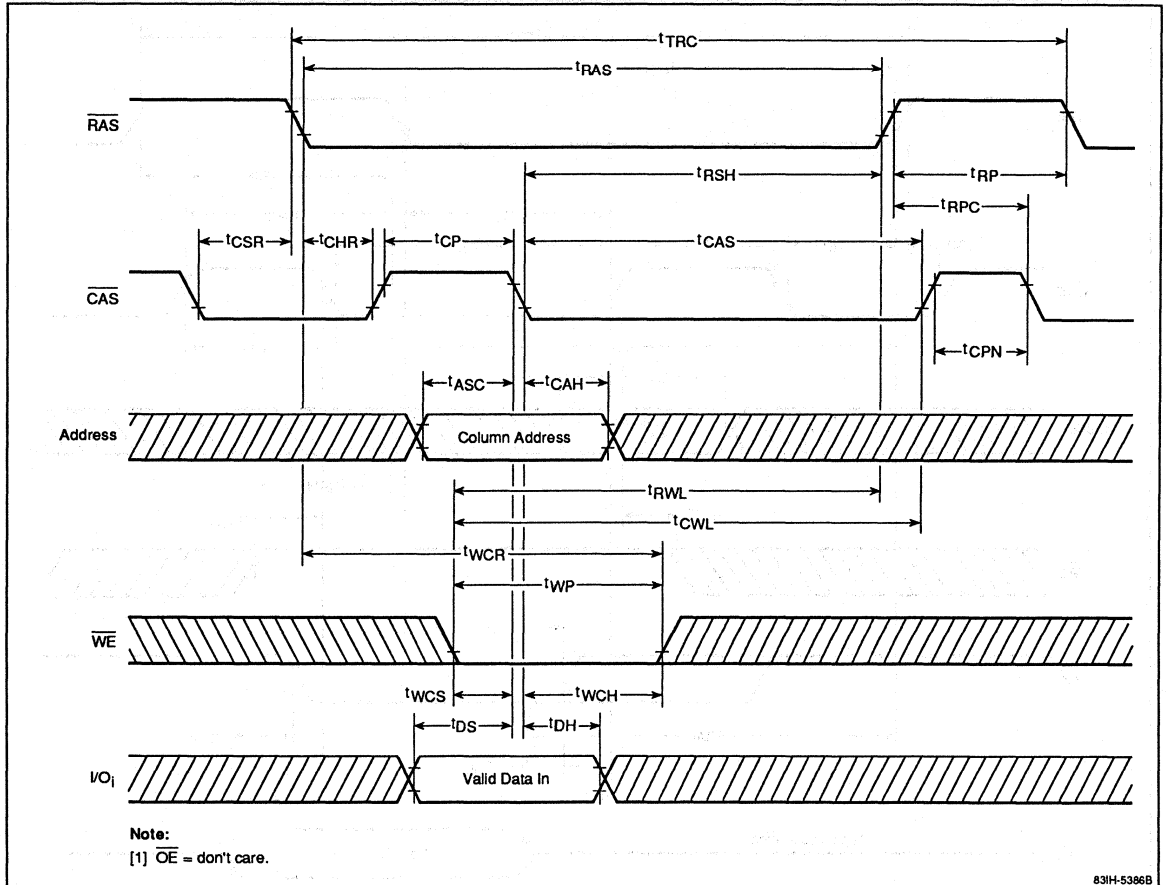 tTRC
tRAS
RAS
tRSH
tRP
tRPC
tCSR
tCHR
tCP
tCAS
CAS
tCPN
tASC
tCAH
Address
Column Address
tRWL
tCWL
tWCR
tWP
WE
tWCS
tWCH
tDS
tDH
I/Oi
Valid Data In
Note:
[1] OE = don't care.
83IH-5386B